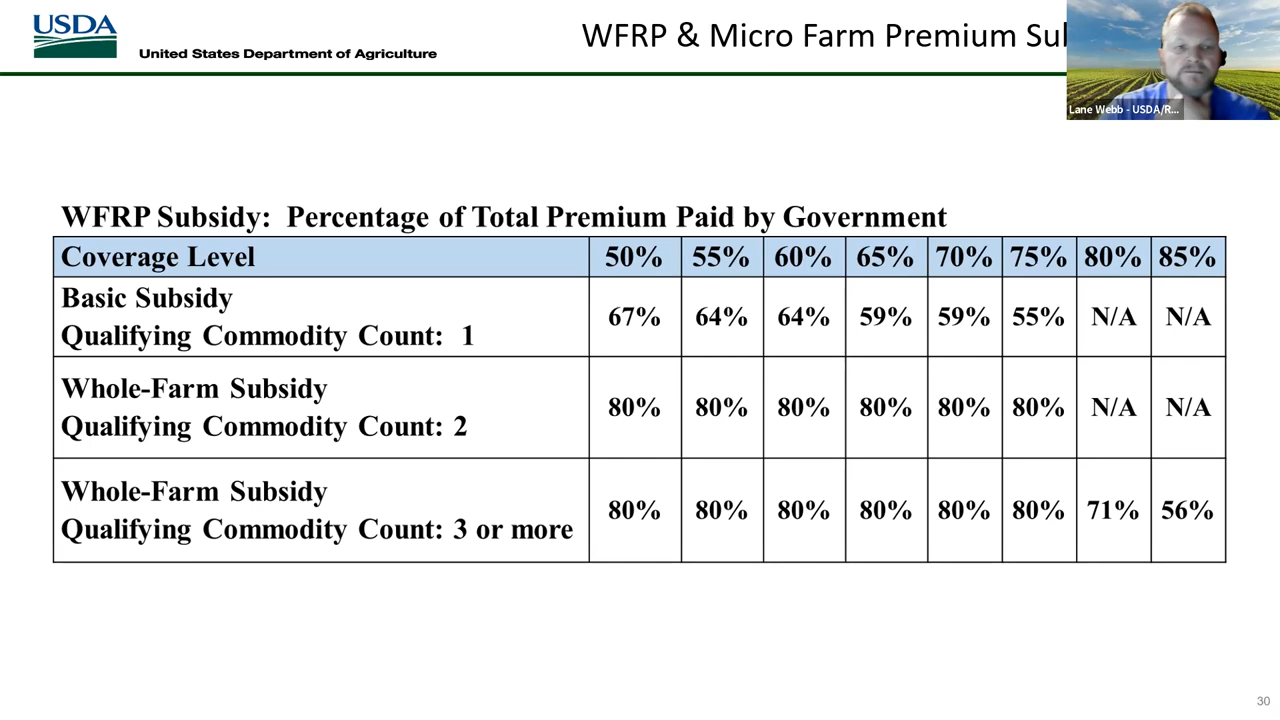 USDA
United States Department of Agriculture
WFRP & Micro Farm Premium
Lane Webb - USDA/R...
WFRP Subsidy: Percentage of Total Premium Paid by Government
Coverage Level 50% 55% 60% 65% 70% 75% 80% 85%
Basic Subsidy
Qualifying Commodity Count: 1 67% 64% 64% 59% 59% 55% N/A N/A
Whole-Farm Subsidy
Qualifying Commodity Count: 2 80% 80% 80% 80% 80% 80% N/A N/A
Whole-Farm Subsidy
Qualifying Commodity Count: 3 or more 80% 80% 80% 80% 80% 80% 71% 56%
30